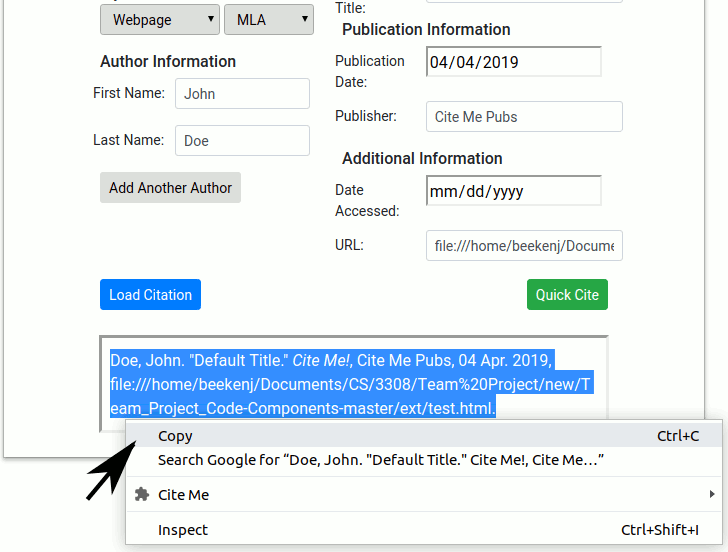 Title:
Webpage MLA
Publication Information
Author Information
Publication Date:
04/04/2019
First Name: John
Publisher: Cite Me Pubs
Last Name: Doe
Additional Information
Add Another Author
Date Accessed:
mm/dd/yyyy
URL: file:///home/beekenj/Docume
Load Citation Quick Cite
Doe, John. "Default Title." Cite Me!, Cite Me Pubs, 04 Apr. 2019,
file:///home/beekenj/Documents/CS/3308/Team%20Project/new/T
eam_Project_Code-Components-master/ext/test.html.
Copy Ctrl+C
Search Google for “Doe, John. "Default Title." Cite Me!, Cite Me…”
Cite Me
Inspect Ctrl+Shift+I